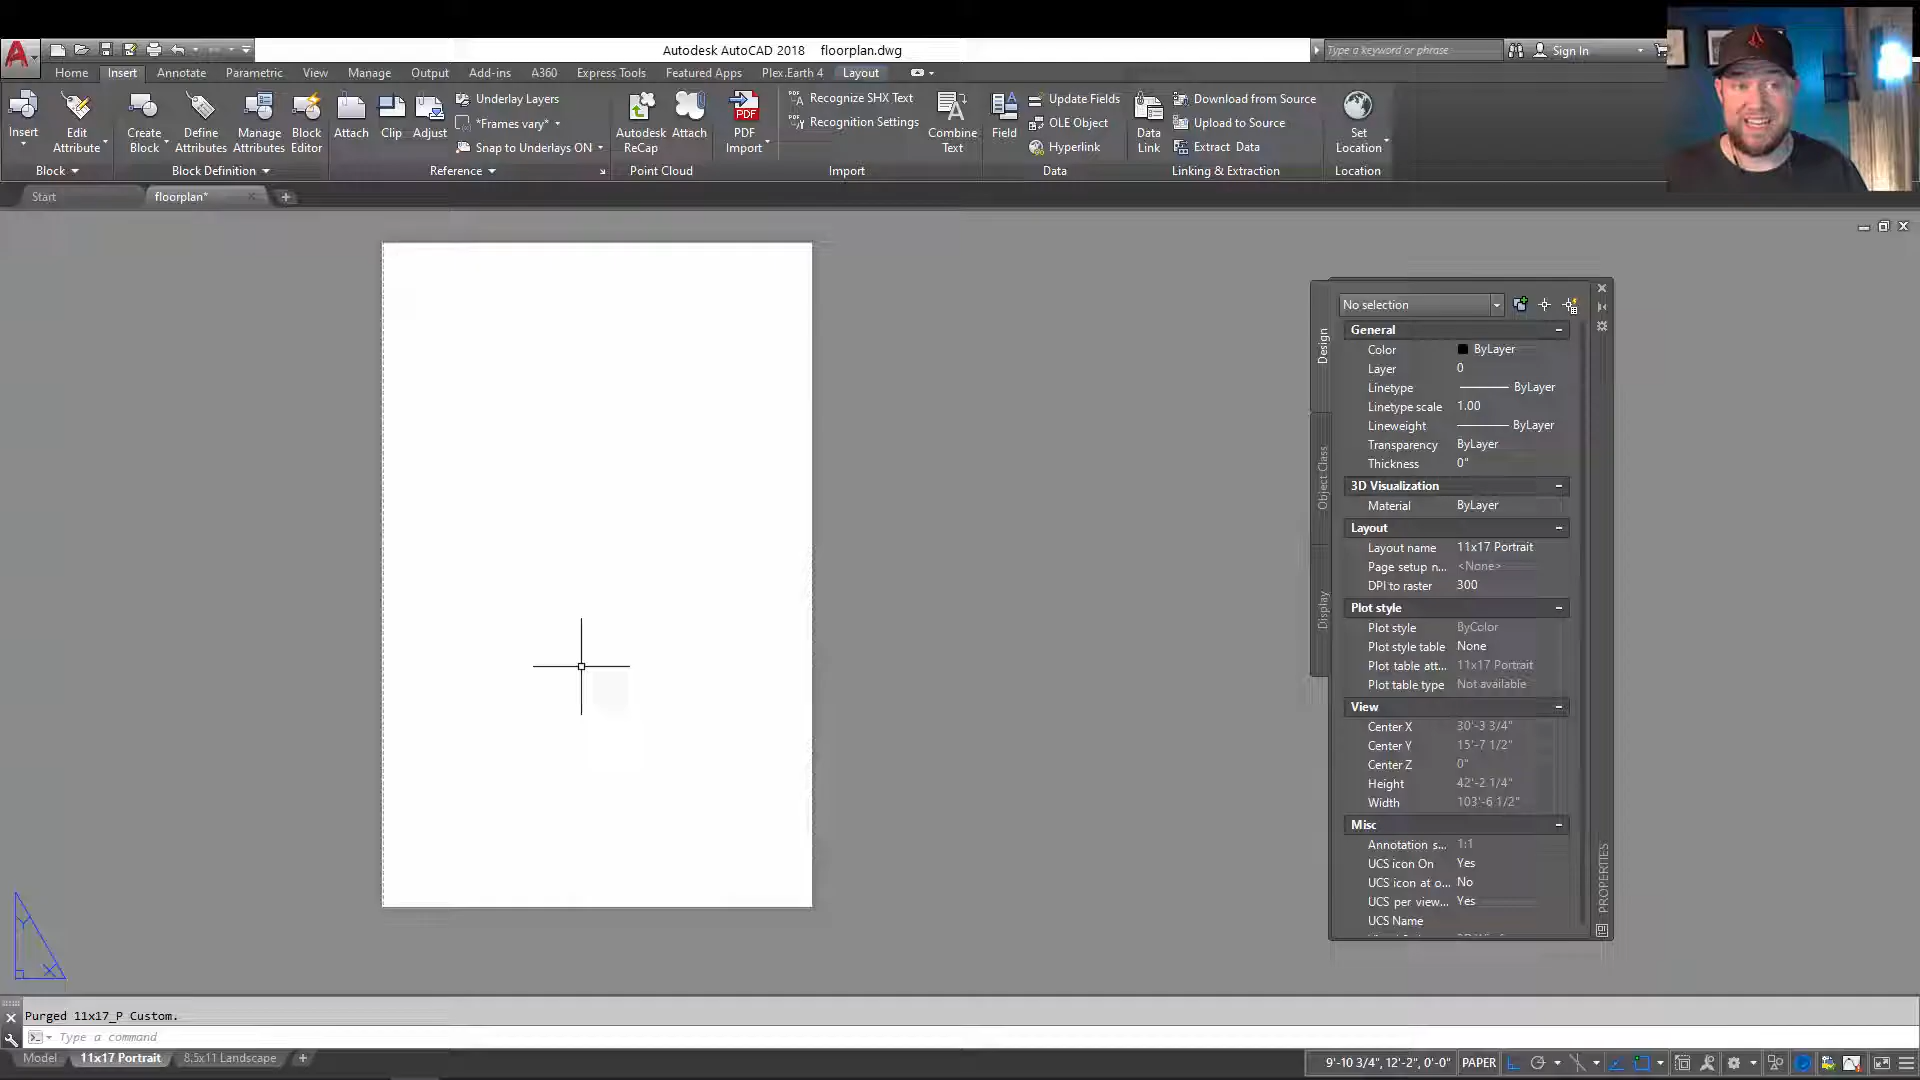 Autodesk AutoCAD 2018 floorplan.dwg
Type a keyword or phrase
Sign In
Home Insert Annotate Parametric View Manage Output Add-ins A360 Express Tools Featured Apps Plex.Earth 4 Layout
Insert
Edit
Attribute
Create
Block
Define
Attributes
Manage
Attributes
Block
Editor
Attach
Clip
Adjust
Underlay Layers
*Frames vary*
Snap to Underlays ON
Autodesk
ReCap
Attach
PDF
PDF
Import
Recognize SHX Text
Recognition Settings
Combine
Text
Field
Update Fields
OLE Object
Hyperlink
Data
Link
Download from Source
Upload to Source
Extract Data
Set
Location
Block Block Definition Reference Point Cloud Import Data Linking & Extraction Location
Start floorplan*
No selection
Design
Object Class
Display
PROPERTIES
General
Color ByLayer
Layer 0
Linetype ByLayer
Linetype scale 1.00
Lineweight ByLayer
Transparency ByLayer
Thickness 0"
3D Visualization
Material ByLayer
Layout
Layout name 11x17 Portrait
Page setup n... <None>
DPI to raster 300
Plot style
Plot style ByColor
Plot style table None
Plot table att... 11x17 Portrait
Plot table type Not available
View
Center X 30'-3 3/4"
Center Y 15'-7 1/2"
Center Z 0"
Height 42'-2 1/4"
Width 103'-6 1/2"
Misc
Annotation s... 1:1
UCS icon On Yes
UCS icon at o... No
UCS per view... Yes
UCS Name
Y
X
Purged 11x17_P Custom.
Type a command
Model 11x17 Portrait 8.5x11 Landscape
9'-10 3/4", 12'-2", 0'-0" PAPER